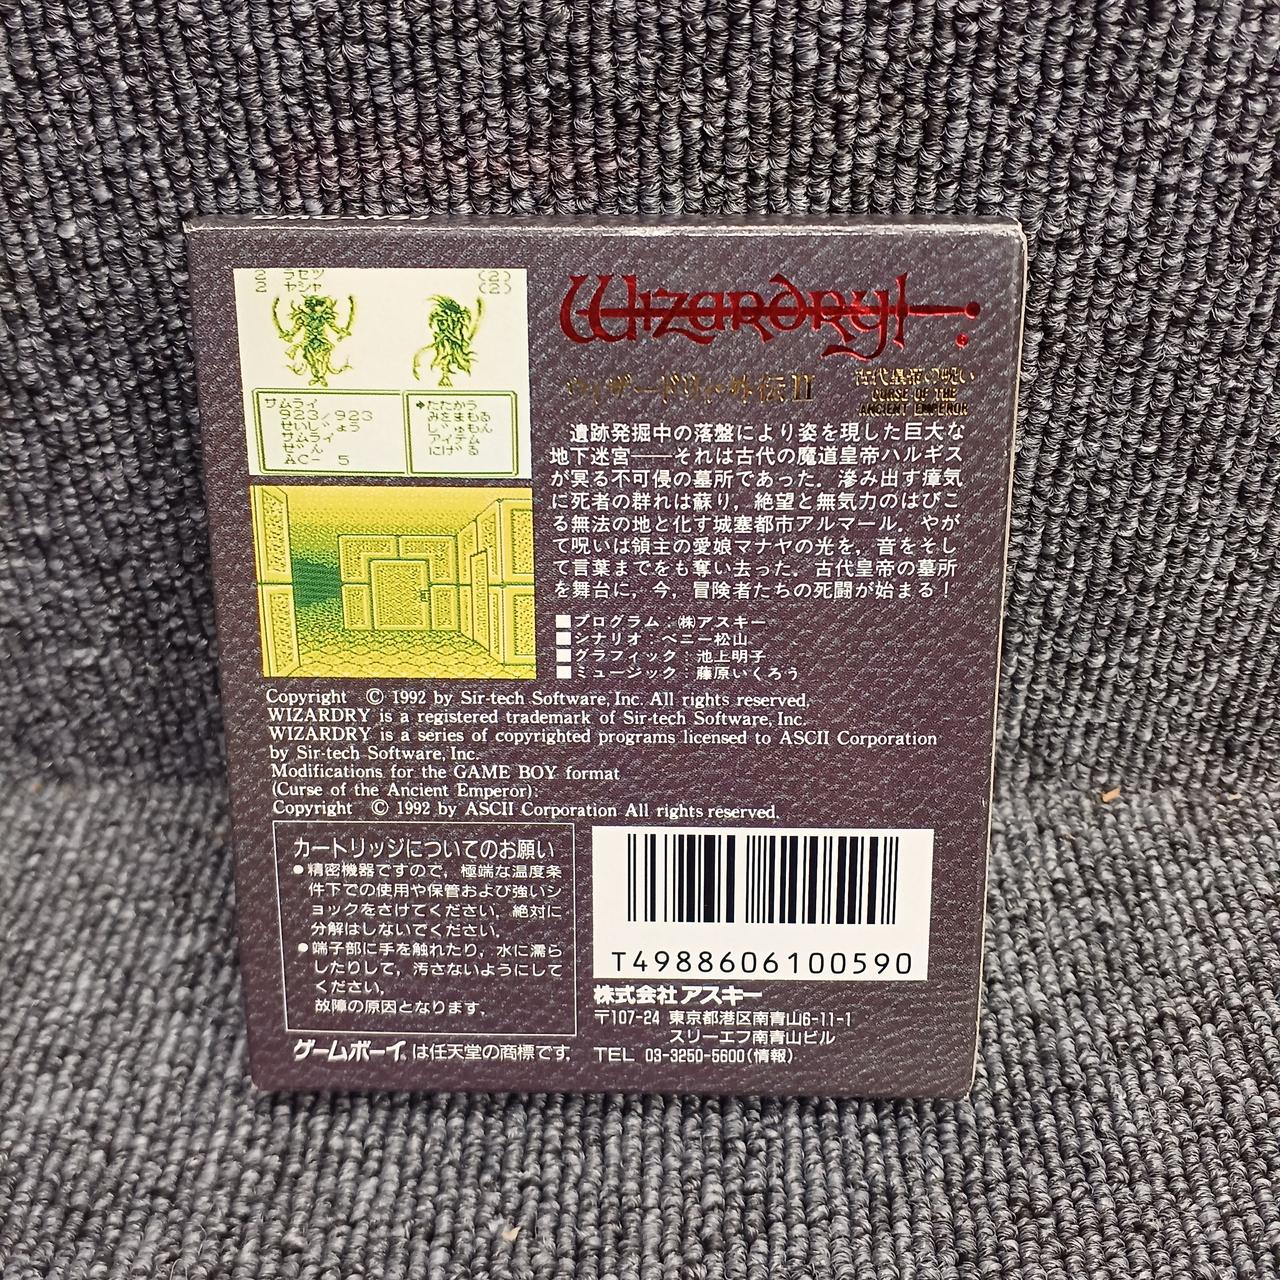 2 ラセツ (2)
2 ヤシャ (2)
サムライ
923/923
せいじょう
サムライ
ぜん
AC- 5
→たたかう
みをまもる
じゅもん
アイテム
にげる
Wizardry
ウィザードリィ・外伝II
古代皇帝の呪い
CURSE OF THE
ANCIENT EMPEROR
遺跡発掘中の落盤により姿を現した巨大な
地下迷宮――それは古代の魔道皇帝ハルギス
が冥る不可侵の墓所であった。滲み出す瘴気
に死者の群れは蘇り，絶望と無気力のはびこ
る無法の地と化す城塞都市アルマール。やが
て呪いは領主の愛娘マナヤの光を，音をそし
て言葉までをも奪い去った。古代皇帝の墓所
を舞台に，今，冒険者たちの死闘が始まる！
■プログラム：㈱アスキー
■シナリオ：ベニー松山
■グラフィック：池上明子
■ミュージック：藤原いくろう
Copyright © 1992 by Sir-tech Software, Inc. All rights reserved.
WIZARDRY is a registered trademark of Sir-tech Software, Inc.
WIZARDRY is a series of copyrighted programs licensed to ASCII Corporation
by Sir-tech Software, Inc.
Modifications for the GAME BOY format
(Curse of the Ancient Emperor):
Copyright © 1992 by ASCII Corporation All rights reserved.
カートリッジについてのお願い
●精密機器ですので，極端な温度条
件下での使用や保管および強いシ
ョックをさけてください。絶対に
分解はしないでください。
●端子部に手を触れたり，水に濡ら
したりして，汚さないようにして
ください。
故障の原因となります。
ゲームボーイ は任天堂の商標です。
T4988606100590
株式会社アスキー
〒107-24 東京都港区南青山6-11-1
スリーエフ南青山ビル
TEL 03-3250-5600(情報)